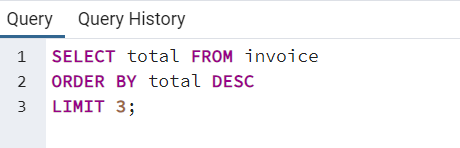 Query Query History
1 SELECT total FROM invoice
2 ORDER BY total DESC
3 LIMIT 3;